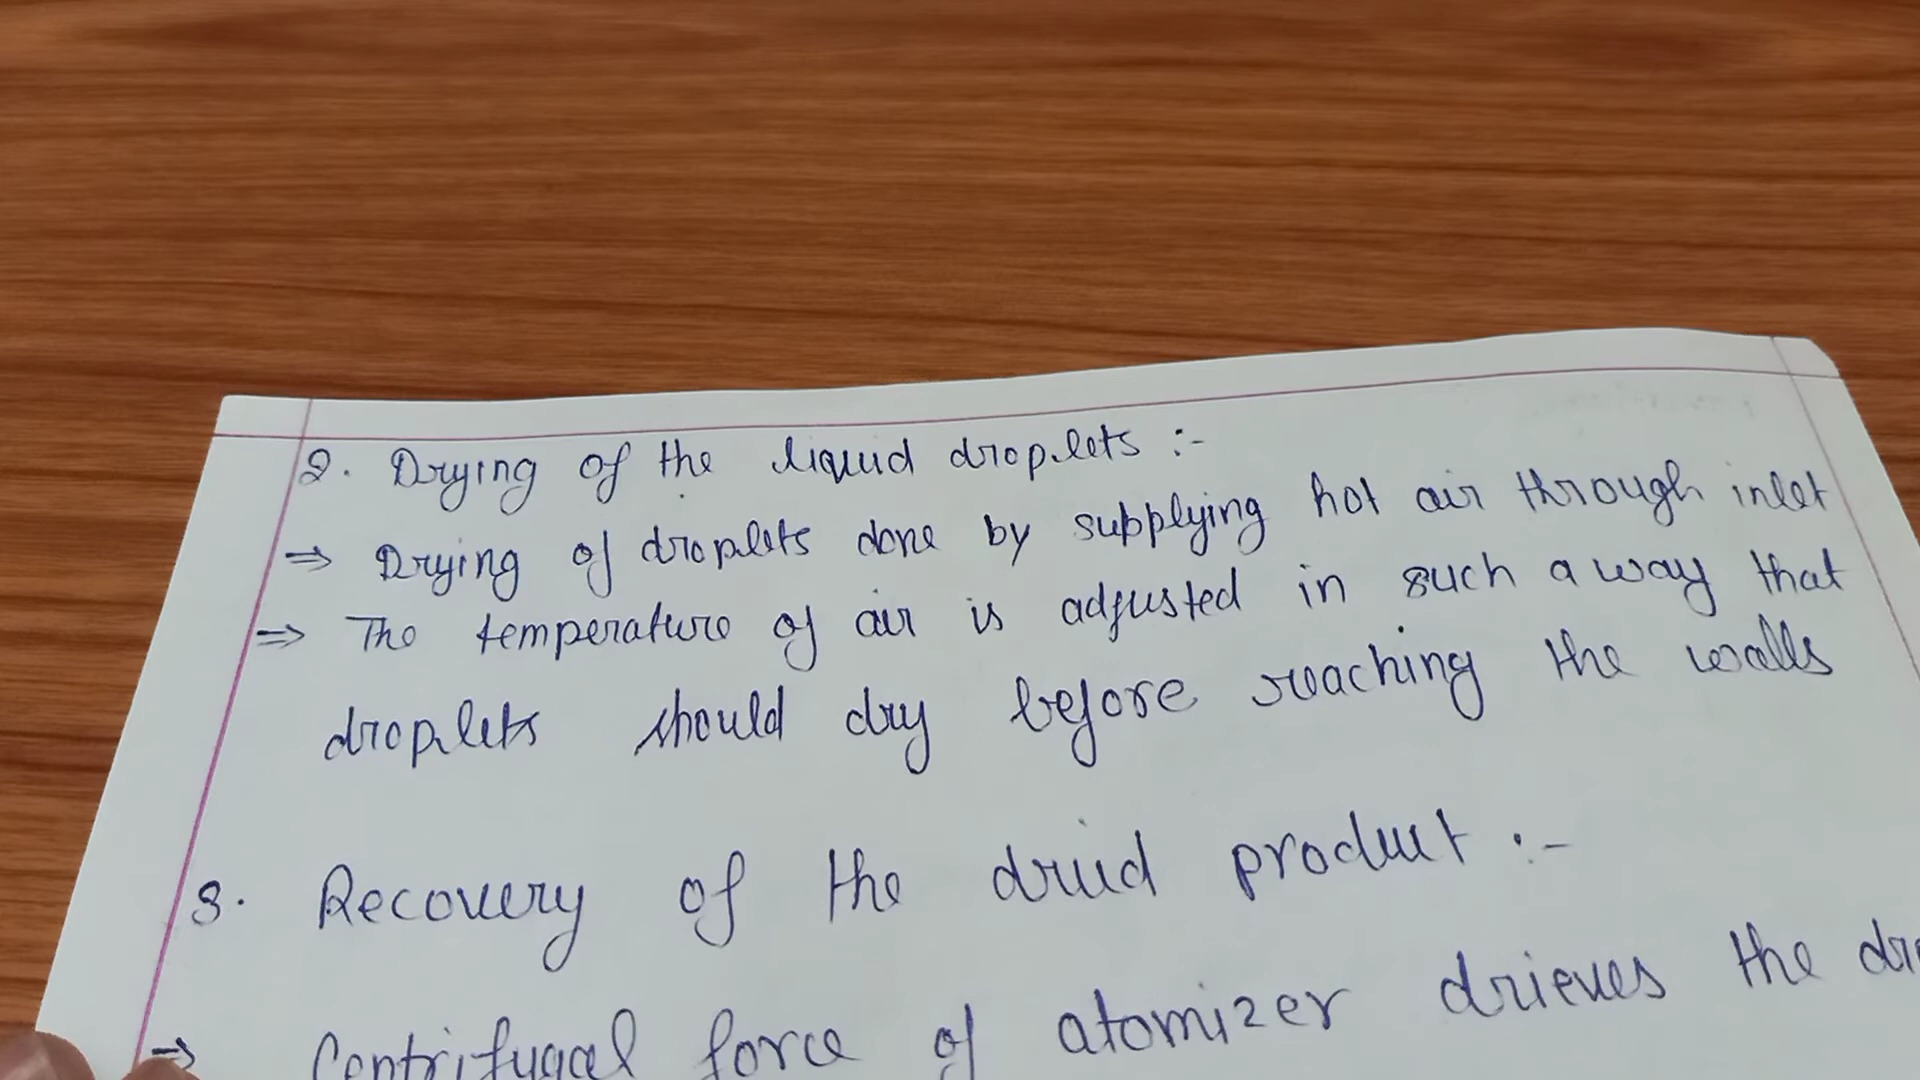 2. Drying of the liquid droplets :-
⇒ Drying of droplets done by supplying hot air through inlet
⇒ The temperature of air is adjusted in such a way that
droplets should dry before reaching the walls
3. Recovery of the dried product :-
⇒ Centrifugal force of atomizer drieves the